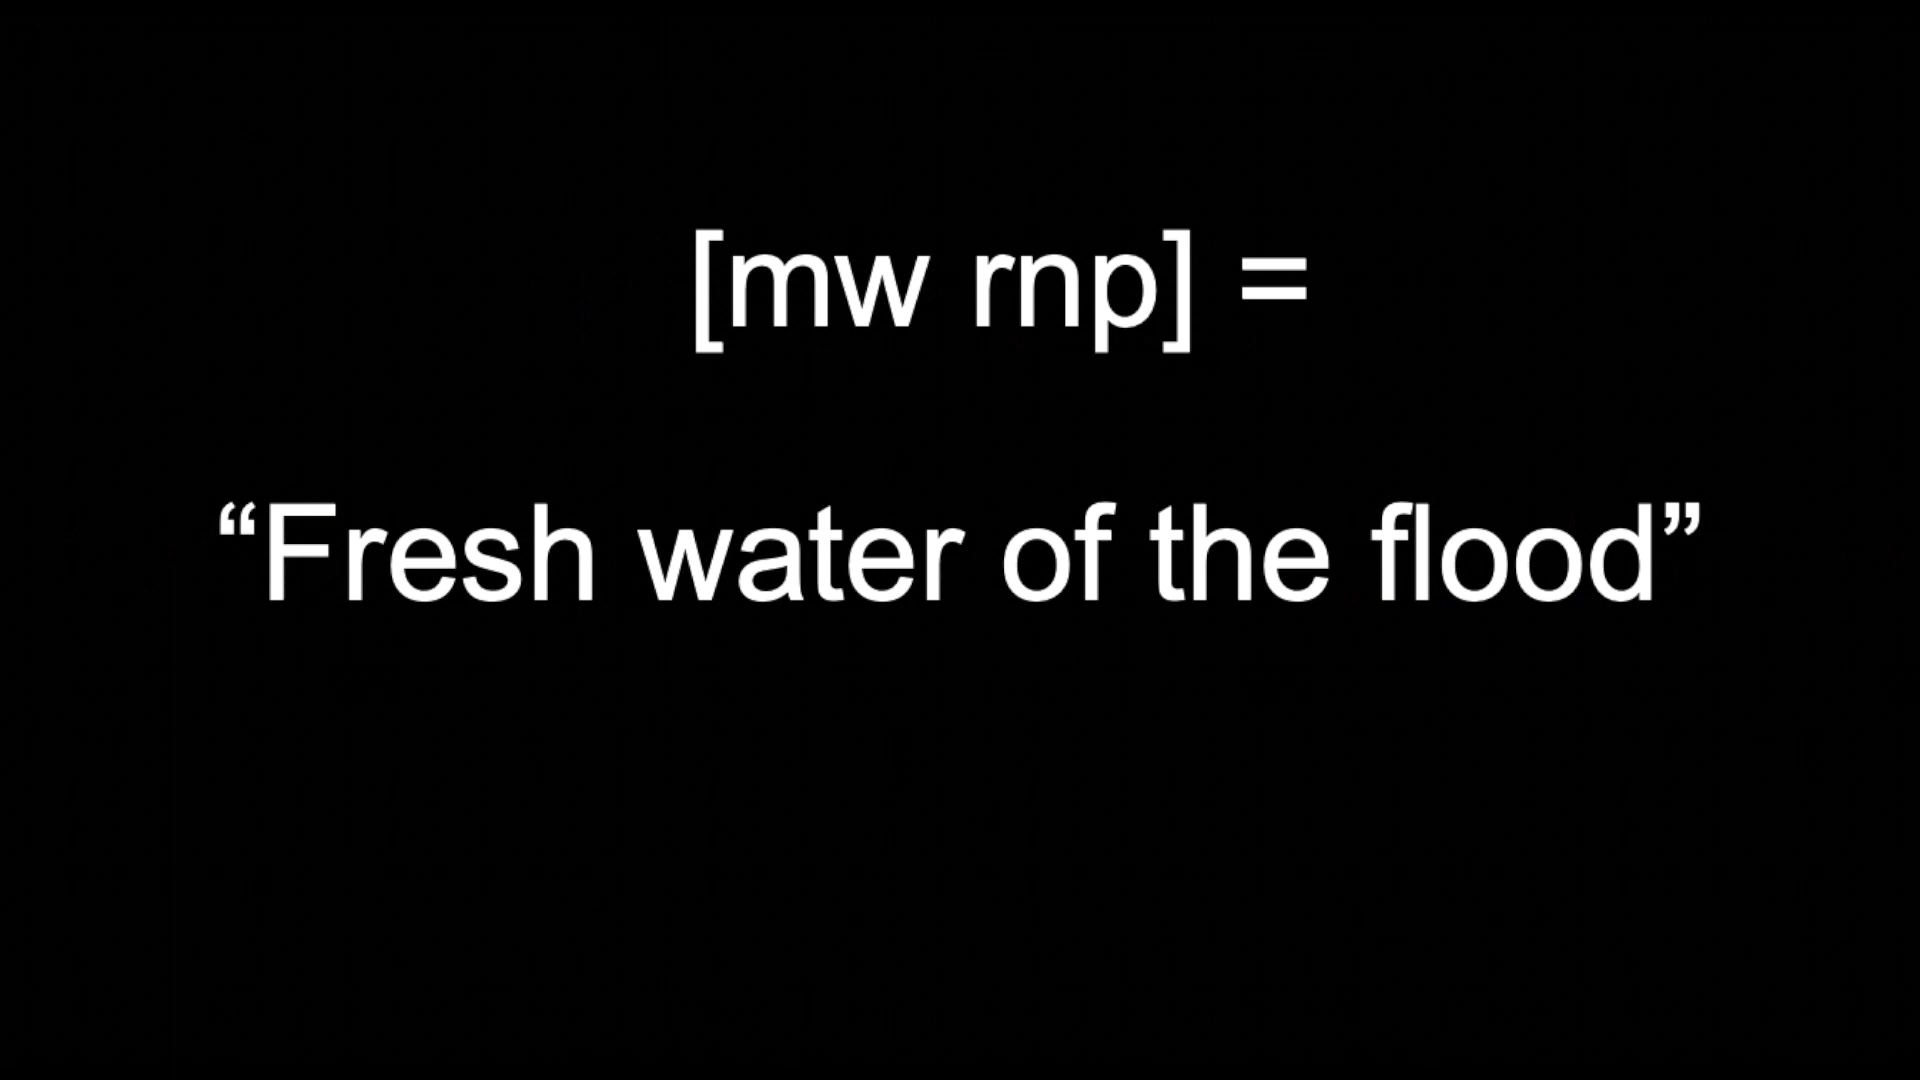 [mw rnp] =
“Fresh water of the flood”